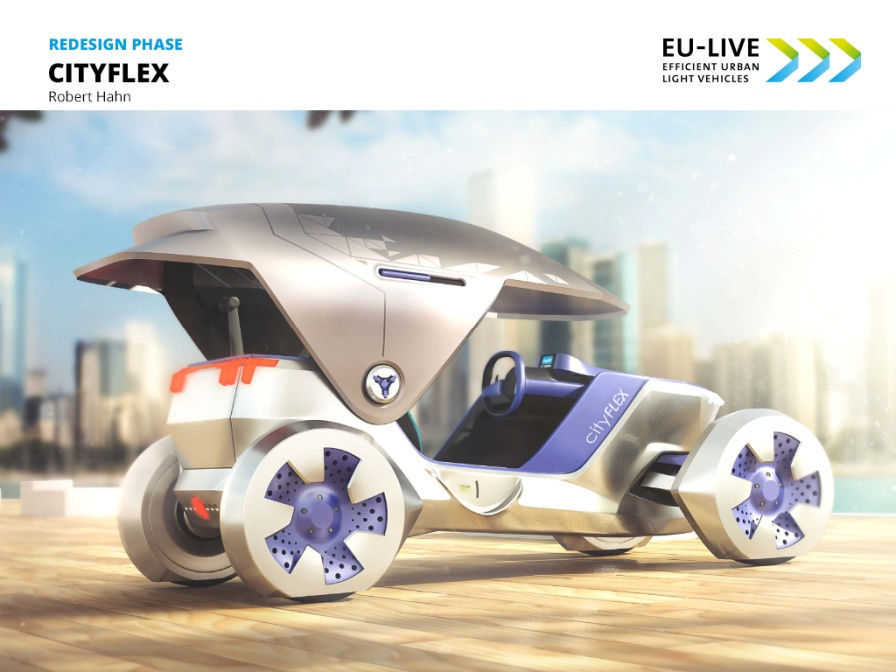 REDESIGN PHASE
CITYFLEX
Robert Hahn
EU-LIVE
EFFICIENT URBAN
LIGHT VEHICLES
CityFLEX